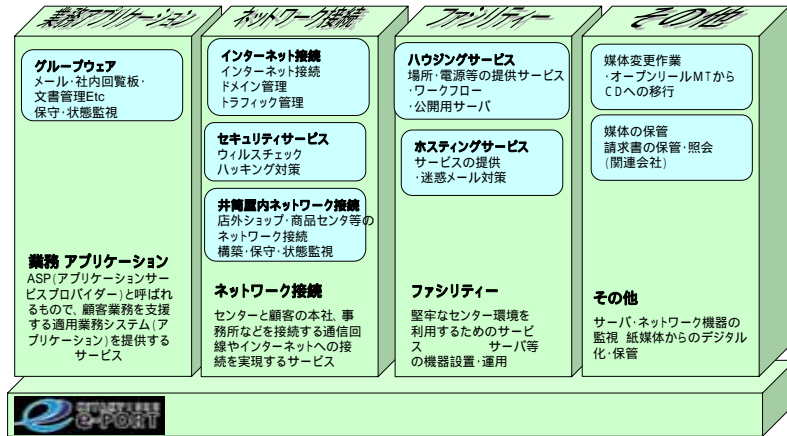 業務アプリケーション
ネットワーク接続
ファシリティー
その他
グループウェア
メール・社内回覧板・
文書管理Etc
保守・状態監視
業務 アプリケーション
ASP(アプリケーションサー
ビスプロバイダー)と呼ばれ
るもので、顧客業務を支援
する適用業務システム(ア
プリケーション)を提供する
サービス
インターネット接続
インターネット接続
ドメイン管理
トラフィック管理
セキュリティサービス
ウィルスチェック
ハッキング対策
井筒屋内ネットワーク接続
店外ショップ・商品センタ等の
ネットワーク接続
構築・保守・状態監視
ネットワーク接続
センターと顧客の本社、事
務所などを接続する通信回
線やインターネットへの接
続を実現するサービス
ハウジングサービス
場所・電源等の提供サービス
・ワークフロー
・公開用サーバ
ホスティングサービス
サービスの提供
・迷惑メール対策
ファシリティー
堅牢なセンター環境を
利用するためのサービ
ス サーバ等
の機器設置・運用
媒体変更作業
・オープンリールMTから
CDへの移行
媒体の保管
請求書の保管・照会
(関連会社)
その他
サーバ・ネットワーク機器の
監視 紙媒体からのデジタル
化・保管
e-PORT